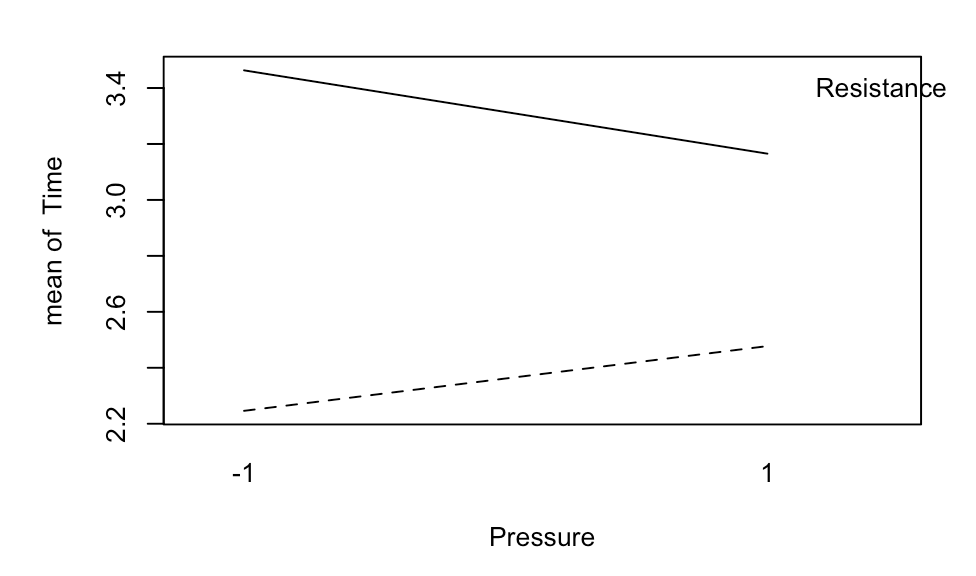 Resistance
mean of  Time
3.4
3.0
2.6
2.2
-1
1
Pressure